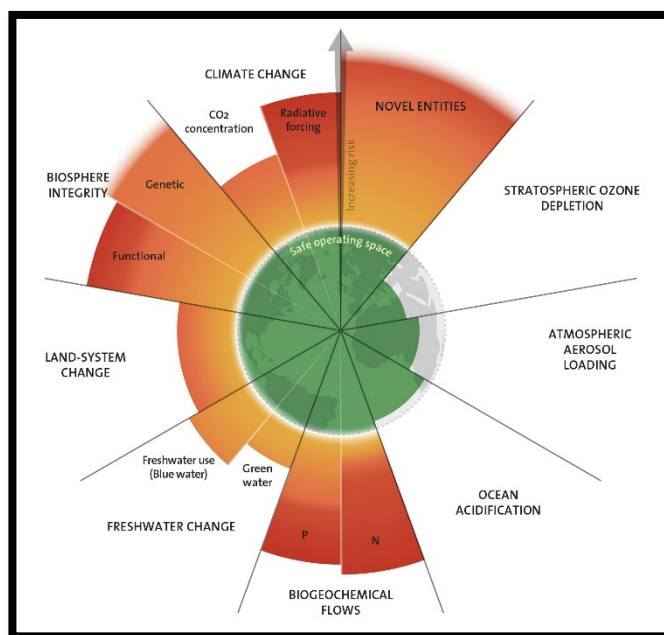 CLIMATE CHANGE
CO2
concentration
Radiative
forcing
Increasing risk
NOVEL ENTITIES
STRATOSPHERIC OZONE
DEPLETION
ATMOSPHERIC
AEROSOL
LOADING
OCEAN
ACIDIFICATION
BIOGEOCHEMICAL
FLOWS
P
N
FRESHWATER CHANGE
Freshwater use
(Blue water)
Green
water
LAND-SYSTEM
CHANGE
BIOSPHERE
INTEGRITY
Genetic
Functional
Safe operating space